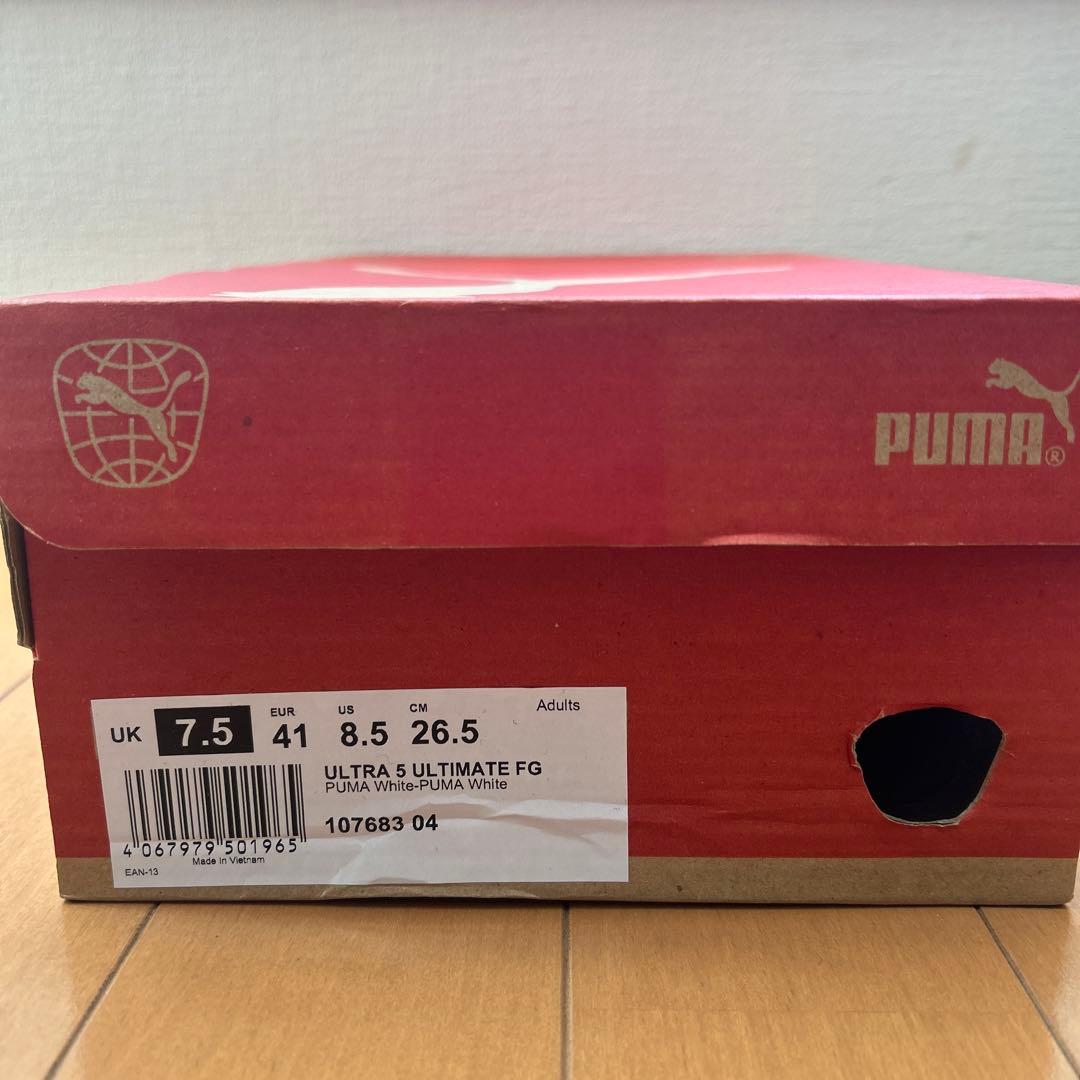 PUMA®
UK 7.5 EUR 41 US 8.5 CM 26.5 Adults
ULTRA 5 ULTIMATE FG
PUMA White-PUMA White
107683 04
4 067979 501965
Made in Vietnam
EAN-13